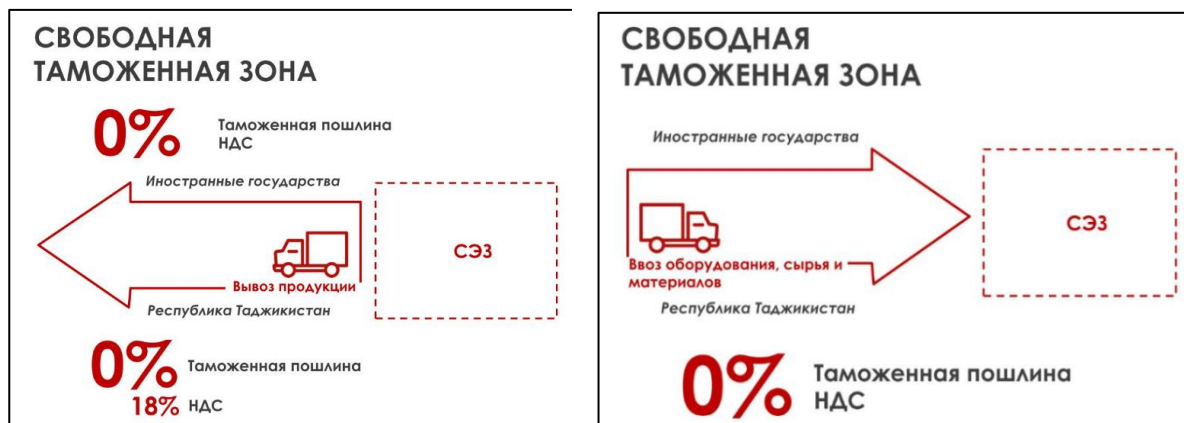 СВОБОДНАЯ
ТАМОЖЕННАЯ ЗОНА
0%
Таможенная пошлина
НДС
Иностранные государства
СЭЗ
Вывоз продукции
Республика Таджикистан
0%
Таможенная пошлина
18% НДС
СВОБОДНАЯ
ТАМОЖЕННАЯ ЗОНА
Иностранные государства
СЭЗ
Ввоз оборудования, сырья и
материалов
Республика Таджикистан
0%
Таможенная пошлина
НДС